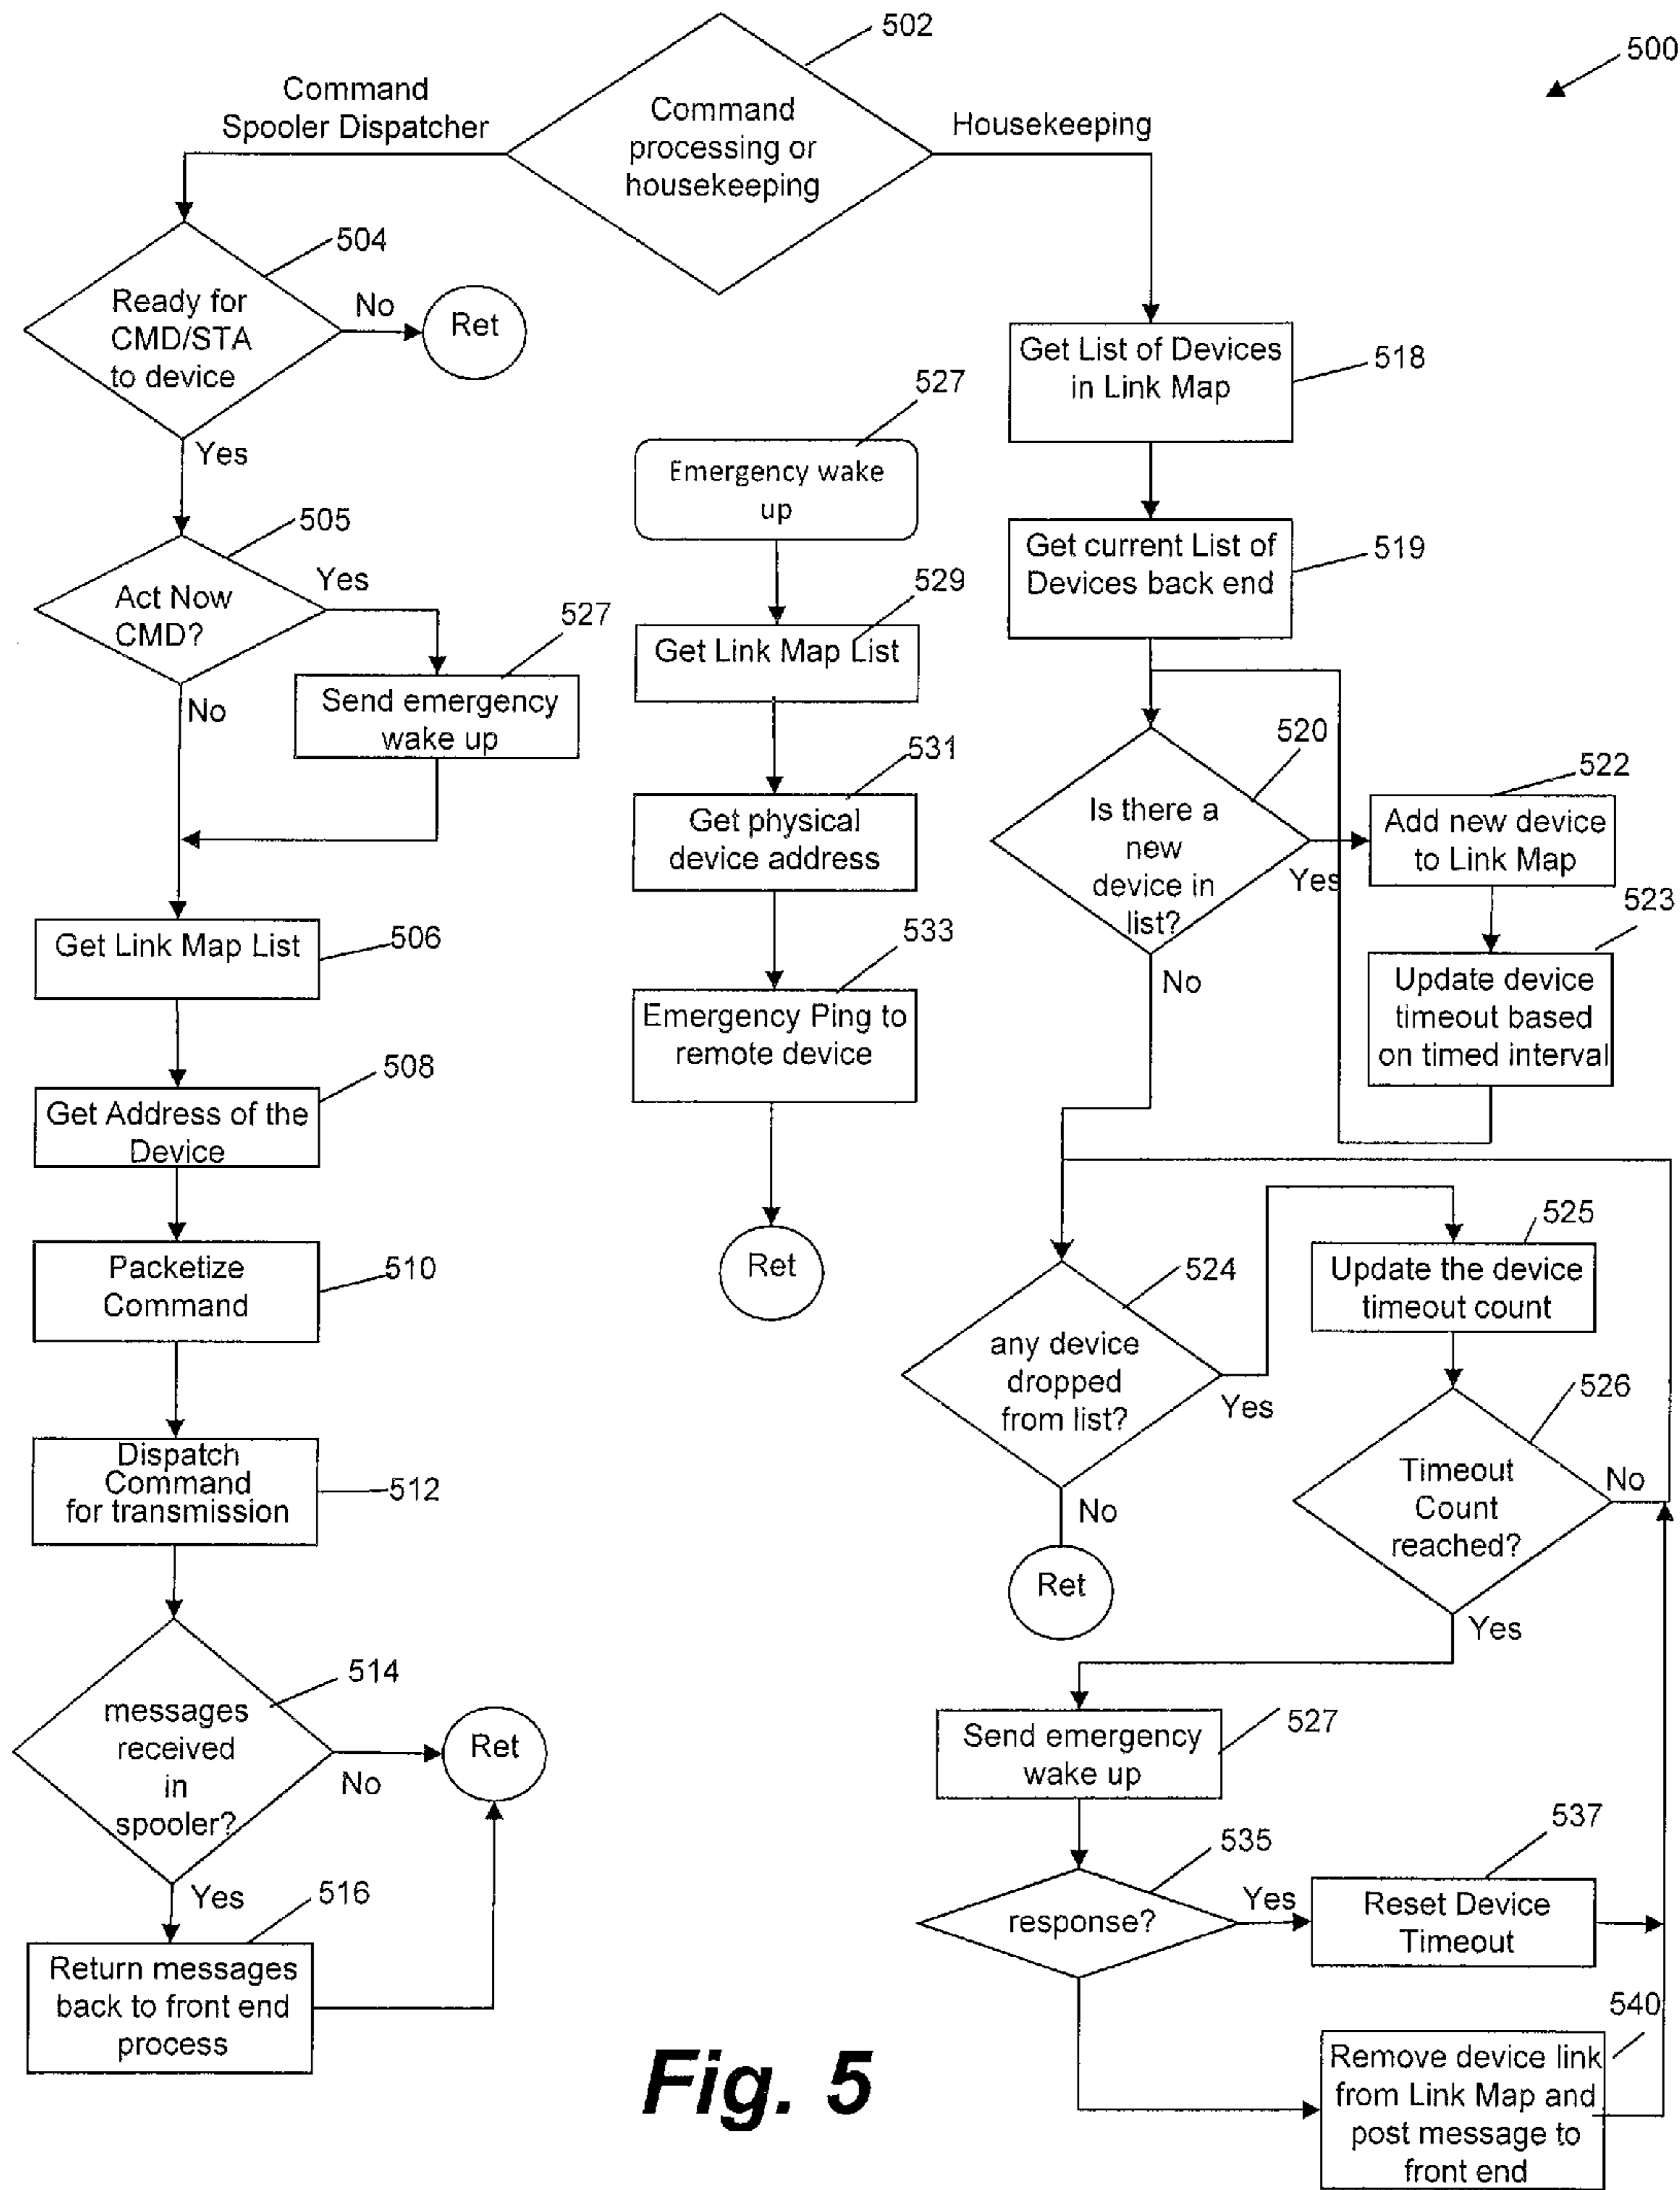 502
500
Command
Spooler Dispatcher
Command
processing or
housekeeping
Housekeeping
504
Ready for
CMD/STA
to device
No
Ret
Yes
505
Act Now
CMD?
Yes
527
Send emergency
wake up
No
Get Link Map List
506
508
Get Address of the
Device
Packetize
Command
510
Dispatch
Command
for transmission
512
514
messages
received
in
spooler?
No
Ret
Yes
516
Return messages
back to front end
process
527
Emergency wake
up
529
Get Link Map List
531
Get physical
device address
533
Emergency Ping to
remote device
Ret
Get List of Devices
in Link Map
518
Get current List of
Devices back end
519
520
Is there a
new
device in
list?
Yes
522
Add new device
to Link Map
523
Update device
timeout based
on timed interval
No
524
any device
dropped
from list?
Yes
No
Ret
525
Update the device
timeout count
526
Timeout
Count
reached?
No
Yes
Send emergency
wake up
527
535
response?
Yes
537
Reset Device
Timeout
540
Remove device link
from Link Map and
post message to
front end
Fig. 5